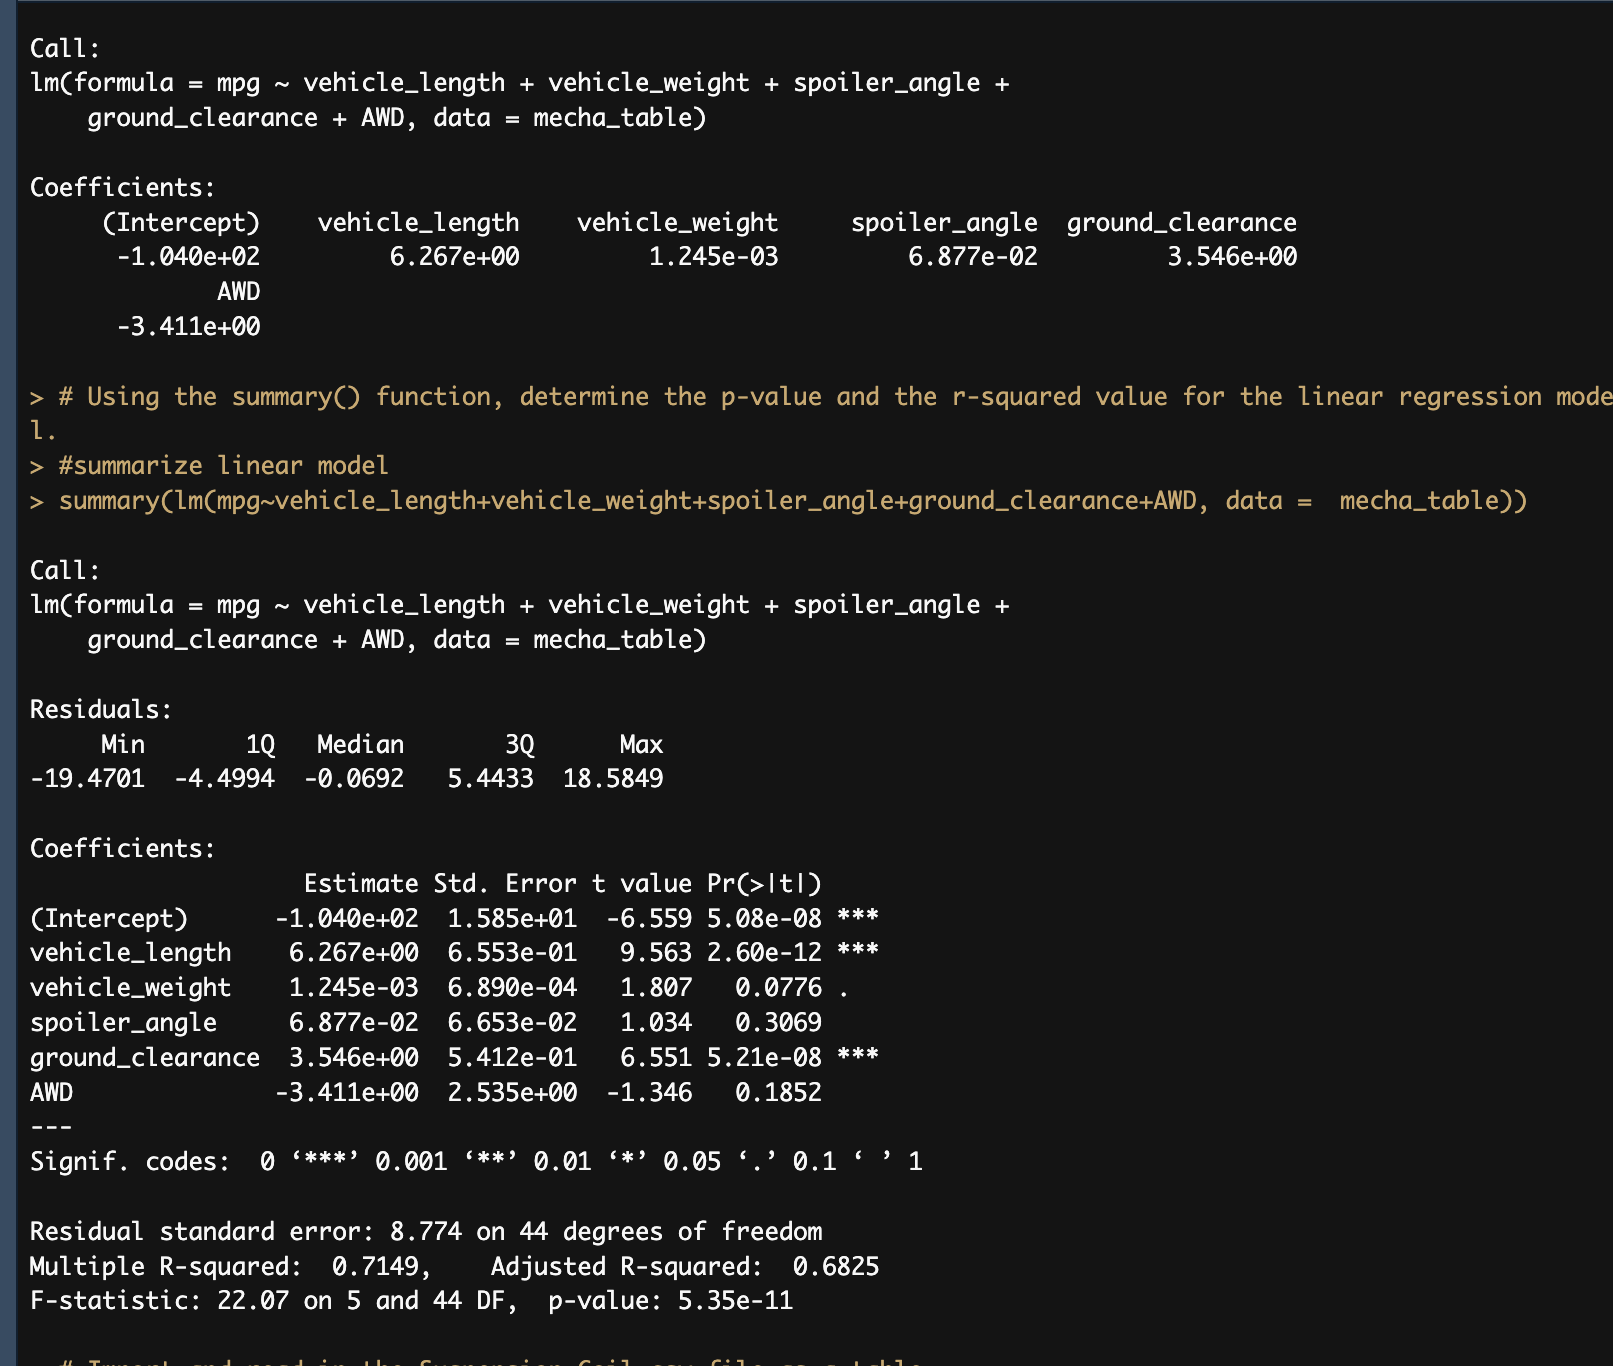 Call:
lm(formula = mpg ~ vehicle_length + vehicle_weight + spoiler_angle +
    ground_clearance + AWD, data = mecha_table)
Coefficients:
     (Intercept)    vehicle_length    vehicle_weight     spoiler_angle  ground_clearance
      -1.040e+02         6.267e+00         1.245e-03         6.877e-02         3.546e+00
             AWD
      -3.411e+00
> # Using the summary() function, determine the p-value and the r-squared value for the linear regression mode
l.
> #summarize linear model
> summary(lm(mpg~vehicle_length+vehicle_weight+spoiler_angle+ground_clearance+AWD, data =  mecha_table))
Call:
lm(formula = mpg ~ vehicle_length + vehicle_weight + spoiler_angle +
    ground_clearance + AWD, data = mecha_table)
Residuals:
     Min       1Q   Median       3Q      Max
-19.4701  -4.4994  -0.0692   5.4433  18.5849
Coefficients:
                   Estimate Std. Error t value Pr(>|t|)
(Intercept)      -1.040e+02  1.585e+01  -6.559 5.08e-08 ***
vehicle_length    6.267e+00  6.553e-01   9.563 2.60e-12 ***
vehicle_weight    1.245e-03  6.890e-04   1.807   0.0776 .
spoiler_angle     6.877e-02  6.653e-02   1.034   0.3069
ground_clearance  3.546e+00  5.412e-01   6.551 5.21e-08 ***
AWD              -3.411e+00  2.535e+00  -1.346   0.1852
---
Signif. codes:  0 ‘***’ 0.001 ‘**’ 0.01 ‘*’ 0.05 ‘.’ 0.1 ‘ ’ 1
Residual standard error: 8.774 on 44 degrees of freedom
Multiple R-squared:  0.7149,    Adjusted R-squared:  0.6825
F-statistic: 22.07 on 5 and 44 DF,  p-value: 5.35e-11